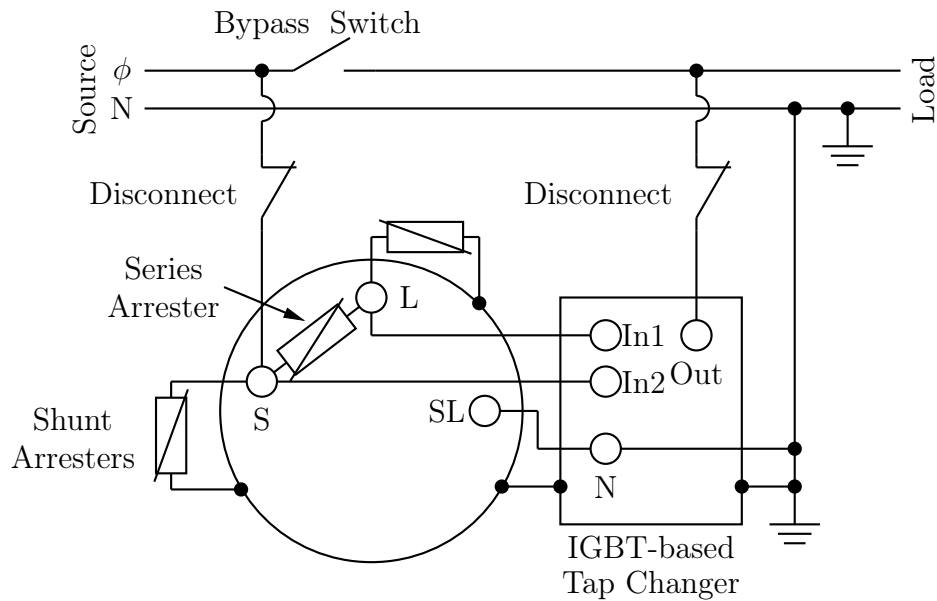 Bypass Switch
Source
ϕ
N
Load
Disconnect
Disconnect
Series
Arrester
L
In1
In2
Out
S
SL
Shunt
Arresters
N
IGBT-based
Tap Changer